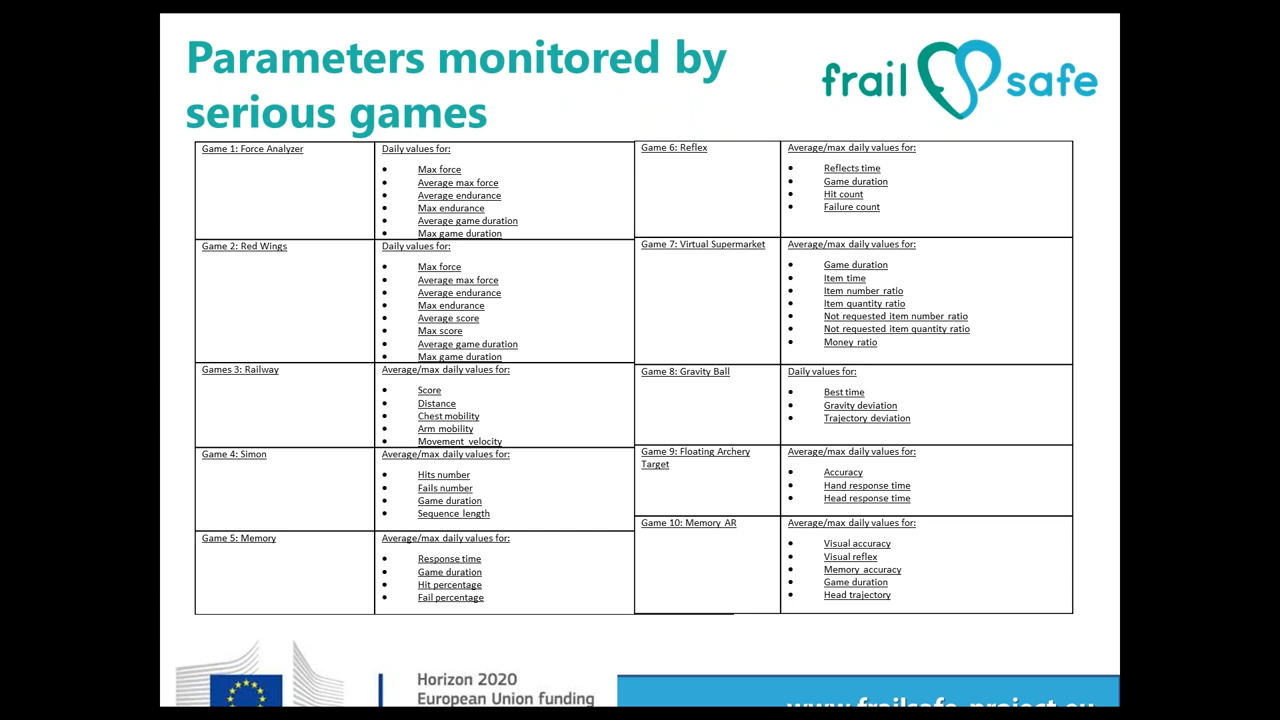 Parameters monitored by
serious games
frail safe
Game 1: Force Analyzer
Daily values for:
• Max force
• Average max force
• Average endurance
• Max endurance
• Average game duration
• Max game duration
Game 2: Red Wings
Daily values for:
• Max force
• Average max force
• Average endurance
• Max endurance
• Average score
• Max score
• Average game duration
• Max game duration
Games 3: Railway
Average/max daily values for:
• Score
• Distance
• Chest mobility
• Arm mobility
• Movement velocity
Game 4: Simon
Average/max daily values for:
• Hits number
• Fails number
• Game duration
• Sequence length
Game 5: Memory
Average/max daily values for:
• Response time
• Game duration
• Hit percentage
• Fail percentage
Game 6: Reflex
Average/max daily values for:
• Reflects time
• Game duration
• Hit count
• Failure count
Game 7: Virtual Supermarket
Average/max daily values for:
• Game duration
• Item time
• Item number ratio
• Item quantity ratio
• Not requested item number ratio
• Not requested item quantity ratio
• Money ratio
Game 8: Gravity Ball
Daily values for:
• Best time
• Gravity deviation
• Trajectory deviation
Game 9: Floating Archery
Target
Average/max daily values for:
• Accuracy
• Hand response time
• Head response time
Game 10: Memory AR
Average/max daily values for:
• Visual accuracy
• Visual reflex
• Memory accuracy
• Game duration
• Head trajectory
Horizon 2020
European Union funding
www.frailsafe-project.eu